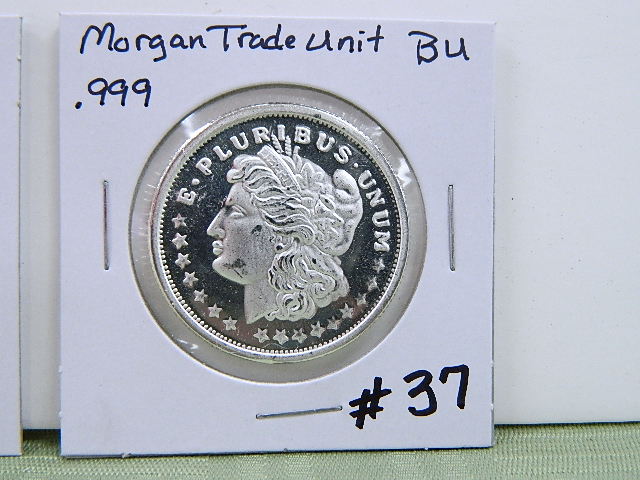 Morgan Trade Unit BU
.999
E · PLURIBUS · UNUM
#37